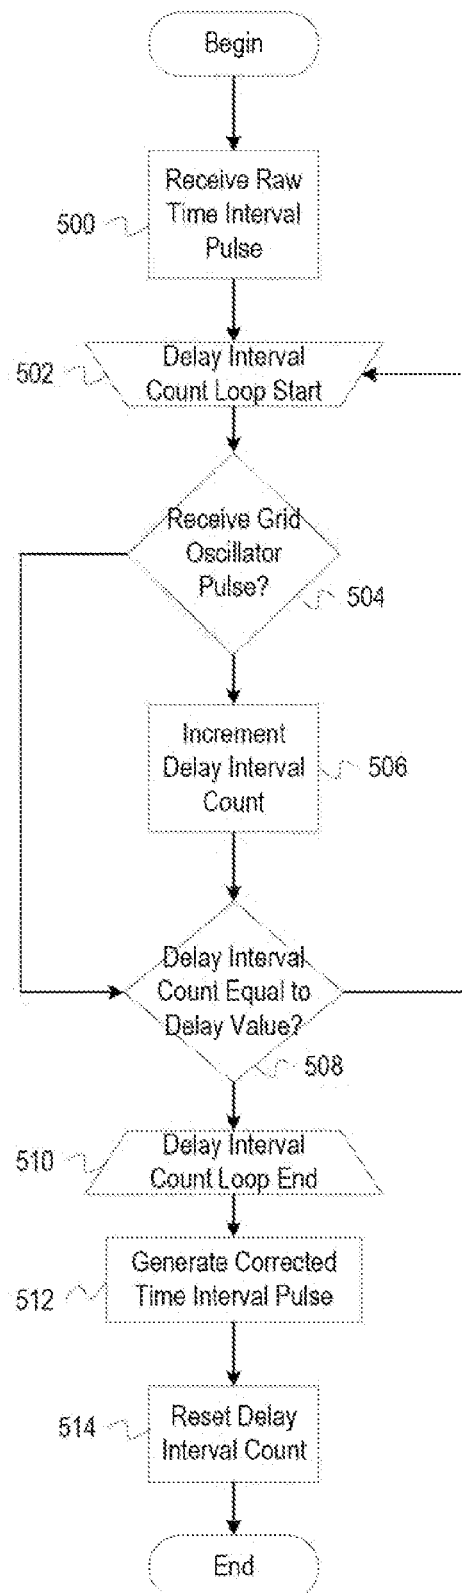 Begin
Receive Raw
Time Interval
Pulse
500
Delay Interval
Count Loop Start
502
Receive Grid
Oscillator
Pulse?
504
Increment
Delay Interval
Count
506
Delay Interval
Count Equal to
Delay Value?
508
Delay Interval
Count Loop End
510
Generate Corrected
Time Interval Pulse
512
Reset Delay
Interval Count
514
End